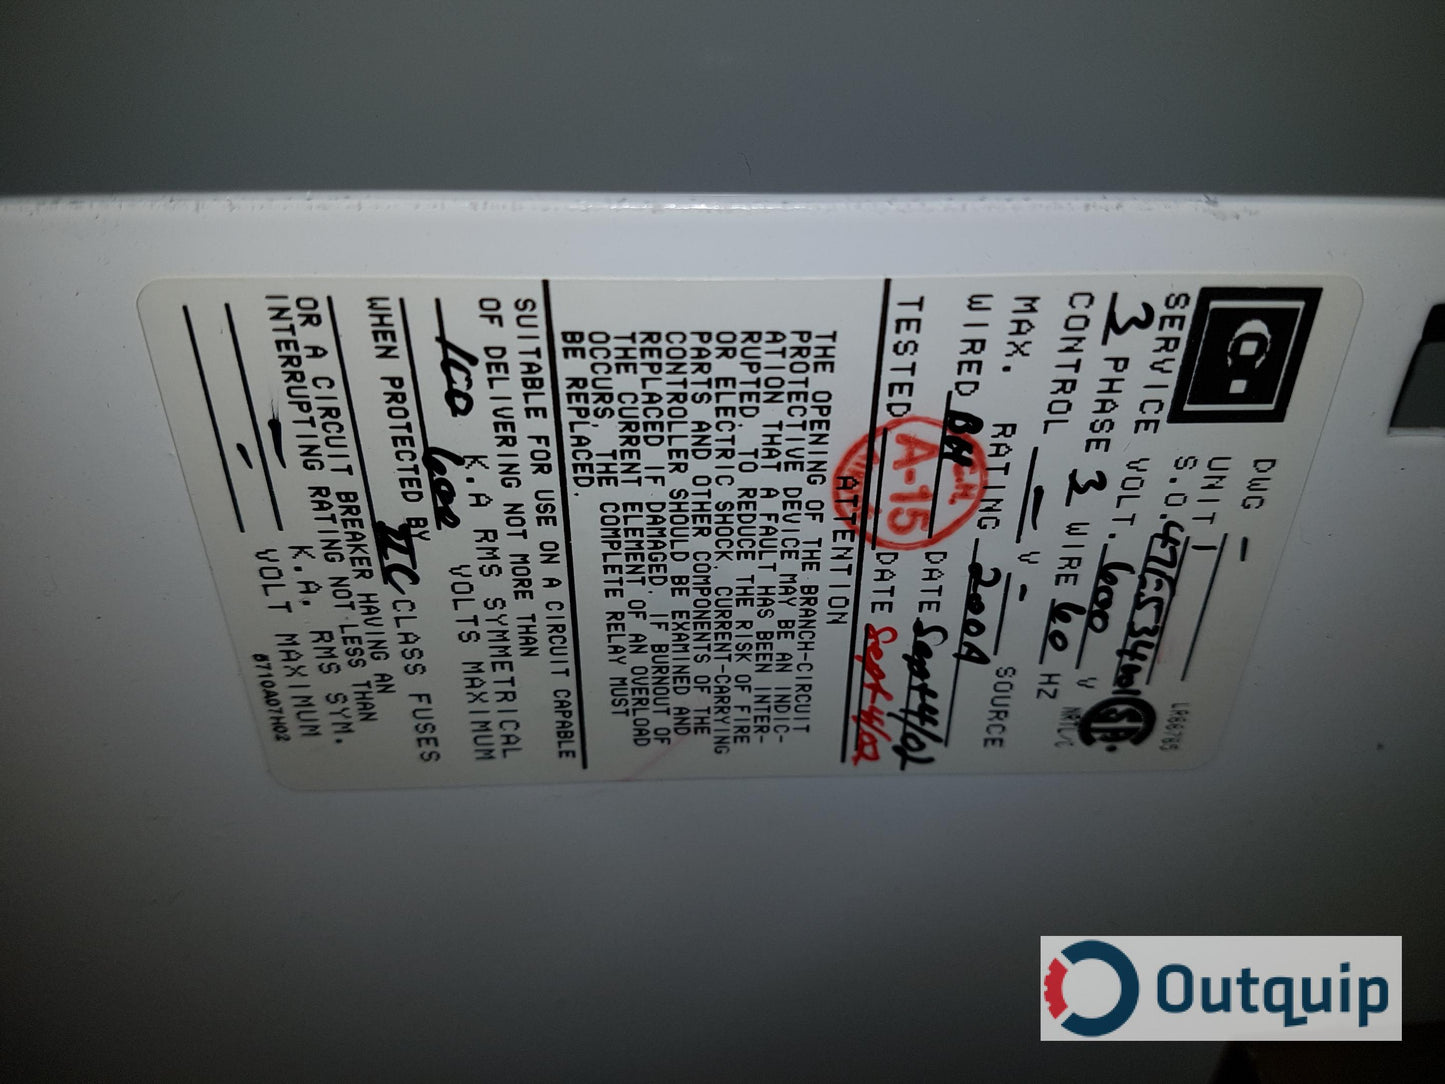 DWG -
UNIT 1
S.O.
LR66765
SERVICE VOLT. 600 V
3 PHASE 3 WIRE 60 HZ
NRTL/C
CONTROL — V - SOURCE
MAX. RATING 200A
WIRED BH DATE Sept 4/02
TESTED A-15 DATE Sept 4/02
ATTENTION
THE OPENING OF THE BRANCH-CIRCUIT
PROTECTIVE DEVICE MAY BE AN INDIC-
ATION THAT A FAULT HAS BEEN INTER-
RUPTED. TO REDUCE THE RISK OF FIRE
OR ELECTRIC SHOCK, CURRENT-CARRYING
PARTS AND OTHER COMPONENTS OF THE
CONTROLLER SHOULD BE EXAMINED AND
REPLACED IF DAMAGED. IF BURNOUT OF
THE CURRENT ELEMENT OF AN OVERLOAD
OCCURS, THE COMPLETE RELAY MUST
BE REPLACED.
SUITABLE FOR USE ON A CIRCUIT CAPABLE
OF DELIVERING NOT MORE THAN
100 K.A RMS SYMMETRICAL
600 VOLTS MAXIMUM
WHEN PROTECTED BY CLASS FUSES
OR A CIRCUIT BREAKER HAVING AN
INTERRUPTING RATING NOT LESS THAN
— K.A. RMS SYM.
- VOLT MAXIMUM
8710A07H02
Outquip